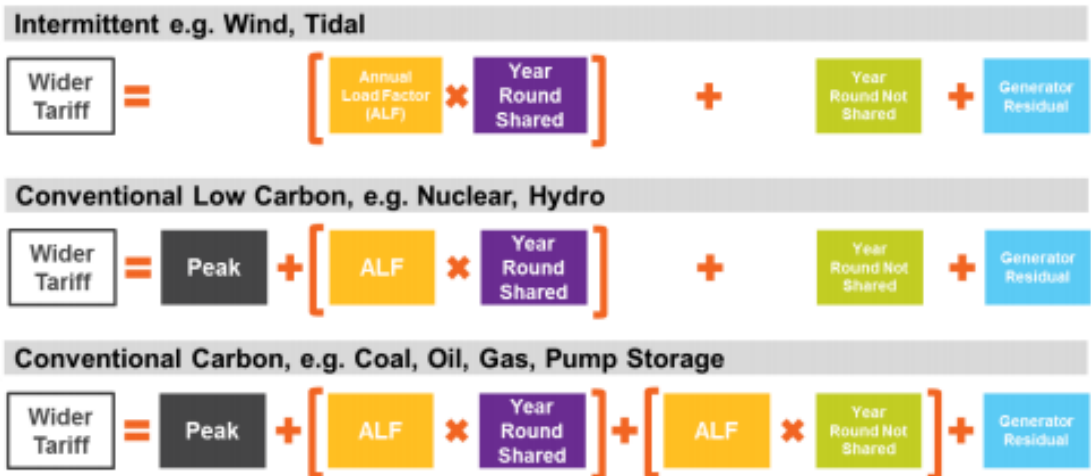 Intermittent e.g. Wind, Tidal
Wider
Tariff
=
[
Annual
Load Factor
(ALF)
×
Year
Round
Shared
]
+
Year
Round Not
Shared
+
Generator
Residual
Conventional Low Carbon, e.g. Nuclear, Hydro
Wider
Tariff
=
Peak
+
[
ALF
×
Year
Round
Shared
]
+
Year
Round Not
Shared
+
Generator
Residual
Conventional Carbon, e.g. Coal, Oil, Gas, Pump Storage
Wider
Tariff
=
Peak
+
[
ALF
×
Year
Round
Shared
]
+
[
ALF
×
Year
Round Not
Shared
]
+
Generator
Residual